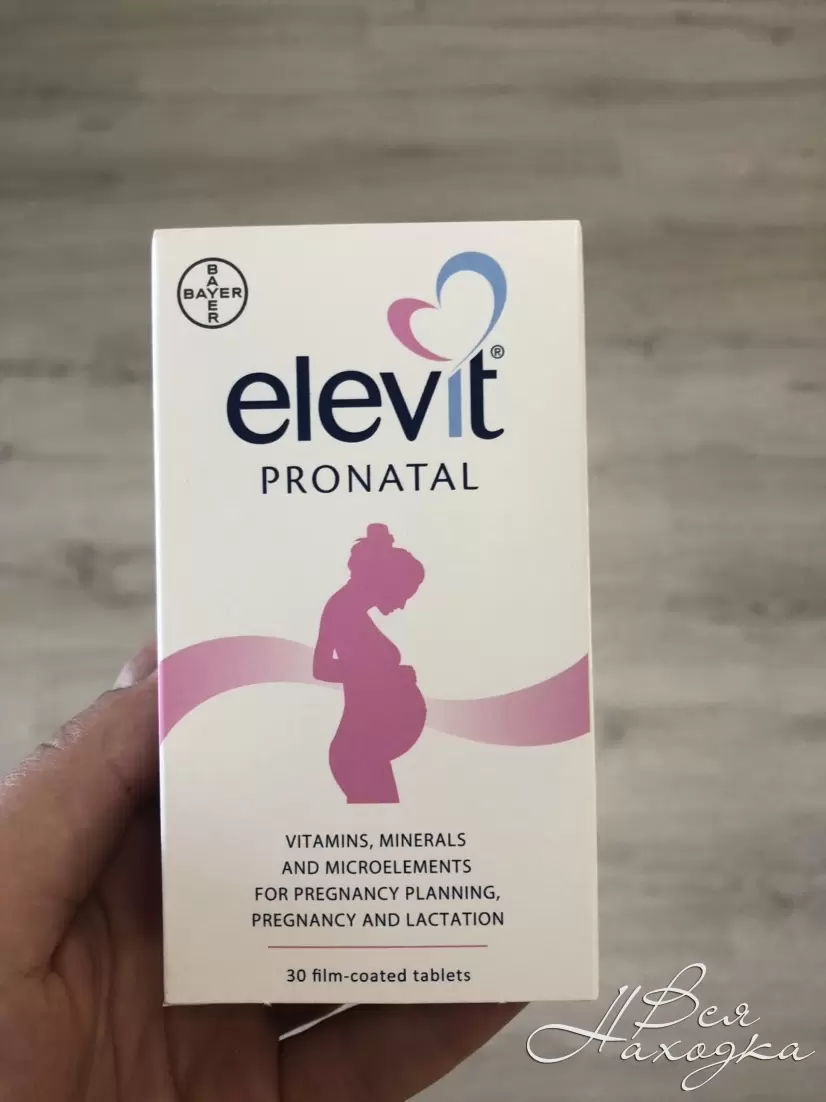 BAYER
BAYER
elevit®
PRONATAL
VITAMINS, MINERALS
AND MICROELEMENTS
FOR PREGNANCY PLANNING,
PREGNANCY AND LACTATION
30 film-coated tablets
Вся
Находка